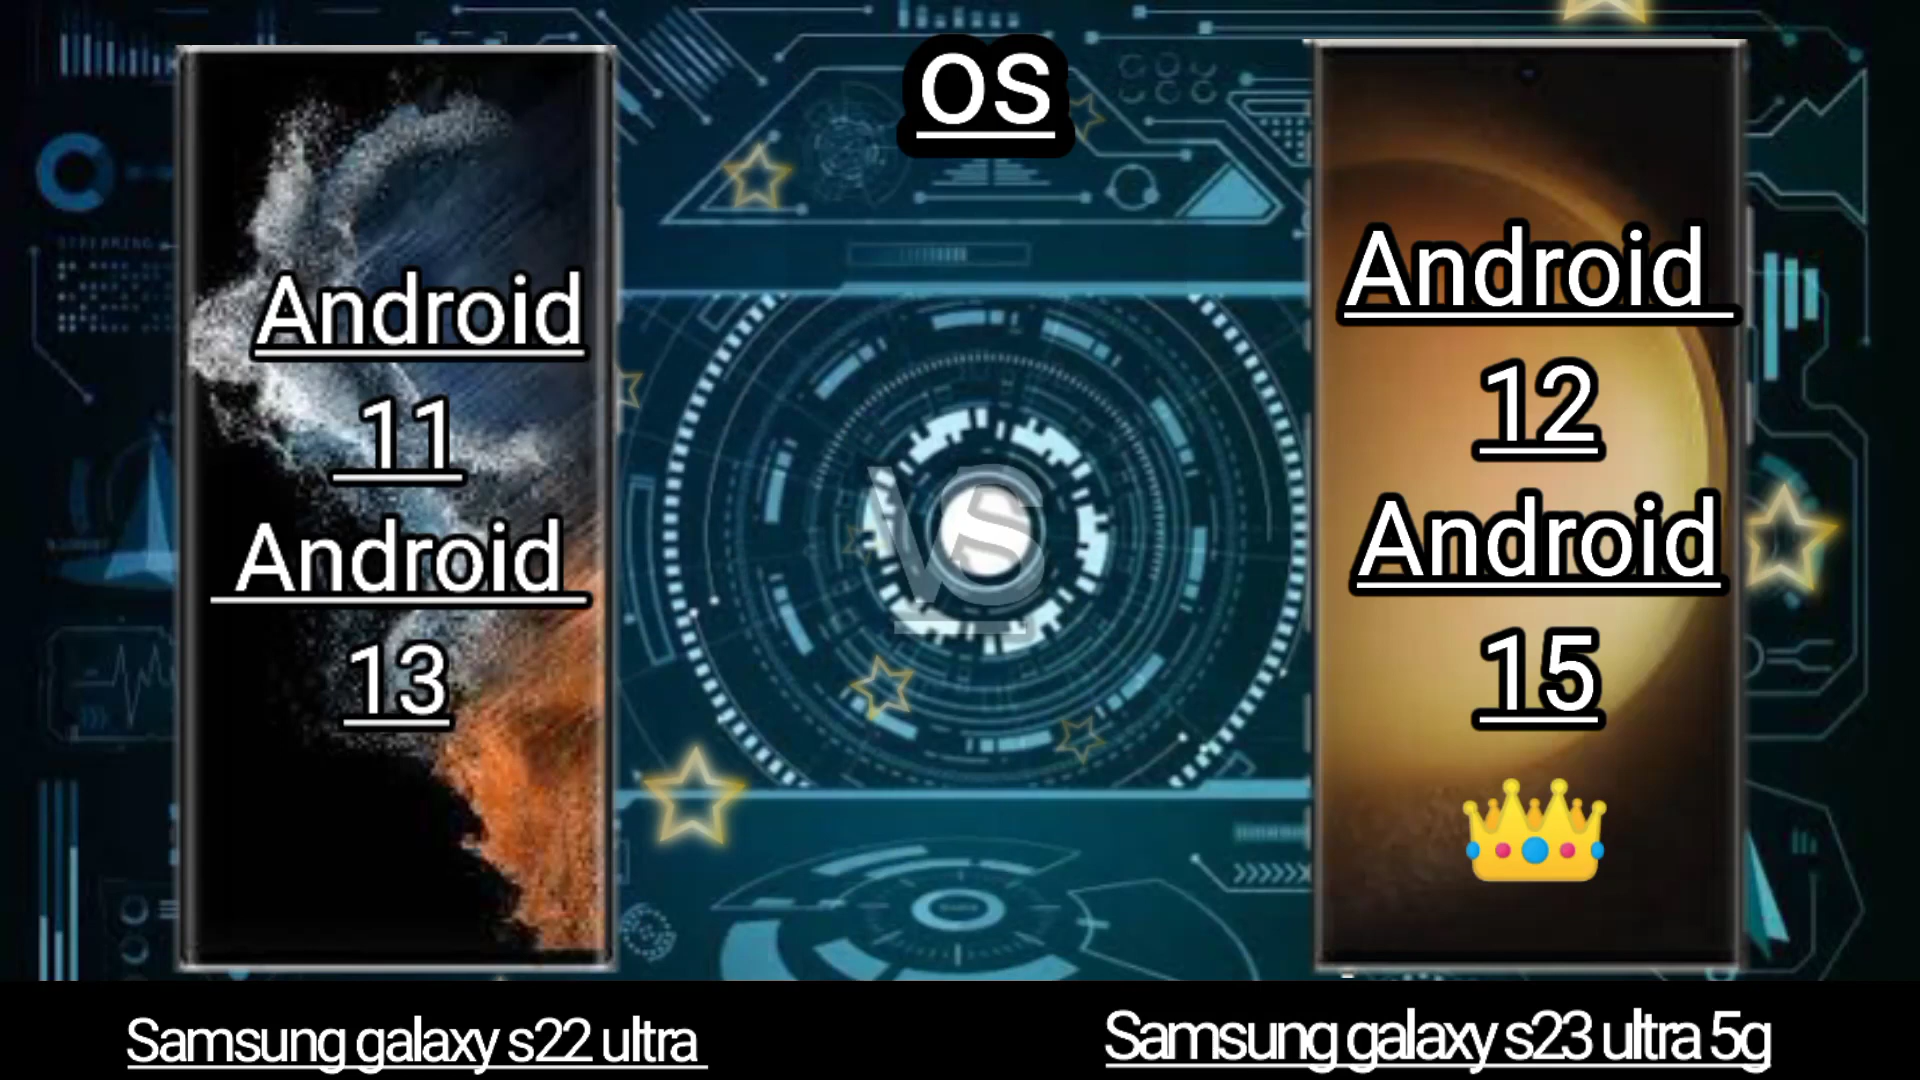 OS
Android
11
Android
13
VS
Android
12
Android
15
Samsung galaxy s22 ultra
Samsung galaxy s23 ultra 5g
STREAMING